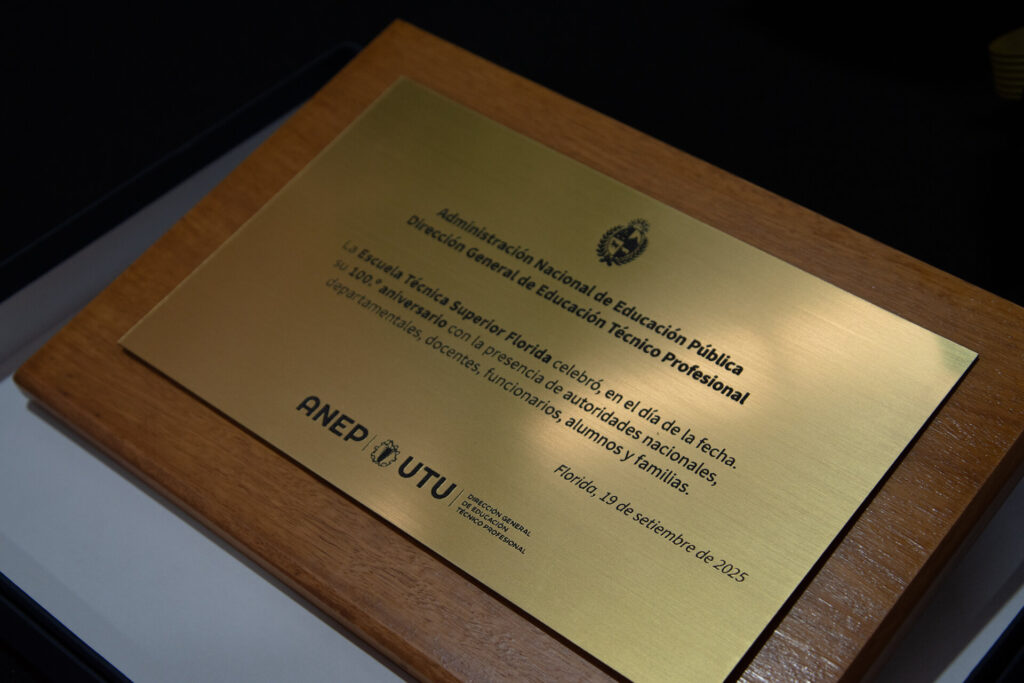 Administración Nacional de Educación Pública
Dirección General de Educación Técnico Profesional
La Escuela Técnica Superior Florida celebró, en el día de la fecha.
su 100.º aniversario con la presencia de autoridades nacionales,
departamentales, docentes, funcionarios, alumnos y familias.
Florida, 19 de setiembre de 2025
ANEP UTU
DIRECCIÓN GENERAL
DE EDUCACIÓN
TÉCNICO PROFESIONAL